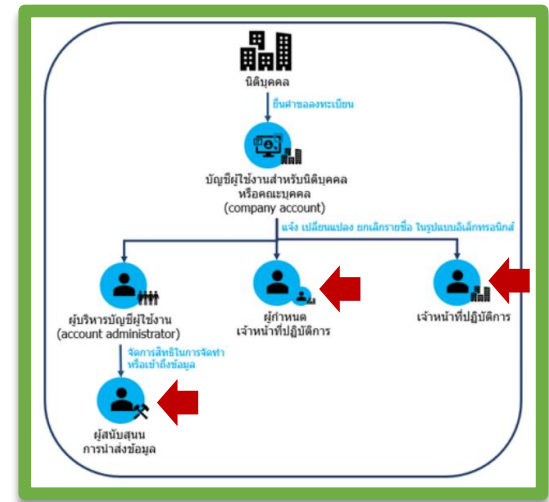 นิติบุคคล
ยื่นคำขอลงทะเบียน
บัญชีผู้ใช้งานสำหรับนิติบุคคล
หรือคณะบุคคล
(company account)
แจ้ง เปลี่ยนแปลง ยกเลิกรายชื่อ ในรูปแบบอิเล็กทรอนิกส์
ผู้บริหารบัญชีผู้ใช้งาน
(account administrator)
ผู้กำหนด
เจ้าหน้าที่ปฏิบัติการ
เจ้าหน้าที่ปฏิบัติการ
จัดการสิทธิในการจัดทำ
หรือเข้าถึงข้อมูล
ผู้สนับสนุน
การนำส่งข้อมูล